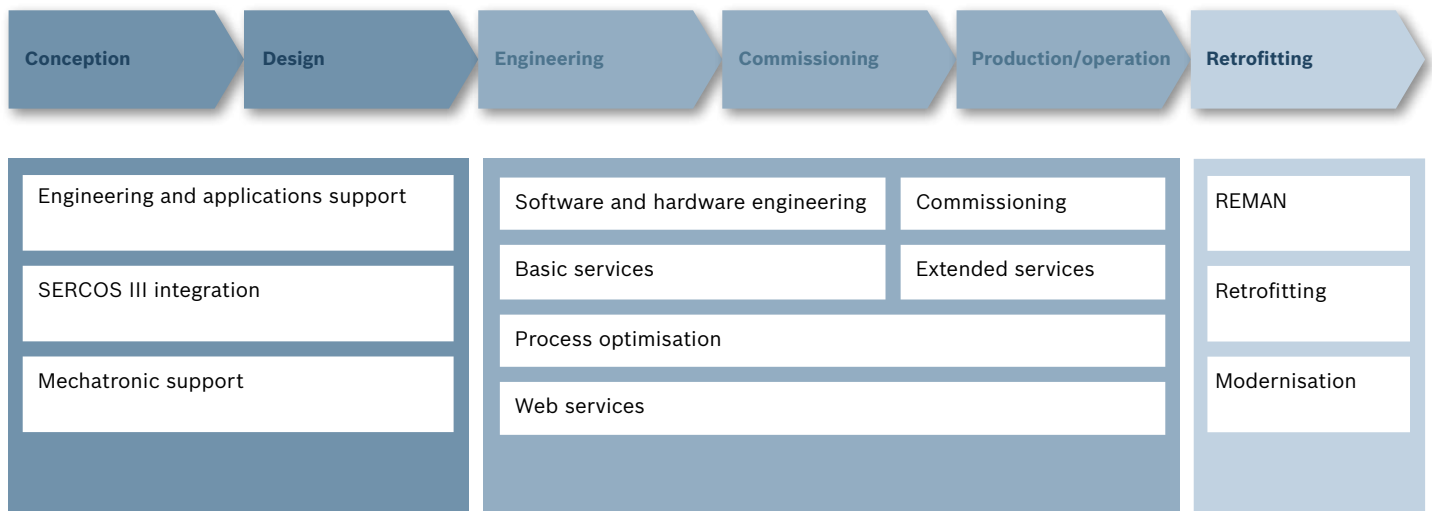 Conception
Design
Engineering
Commissioning
Production/operation
Retrofitting
Engineering and applications support
SERCOS III integration
Mechatronic support
Software and hardware engineering
Commissioning
Basic services
Extended services
Process optimisation
Web services
REMAN
Retrofitting
Modernisation